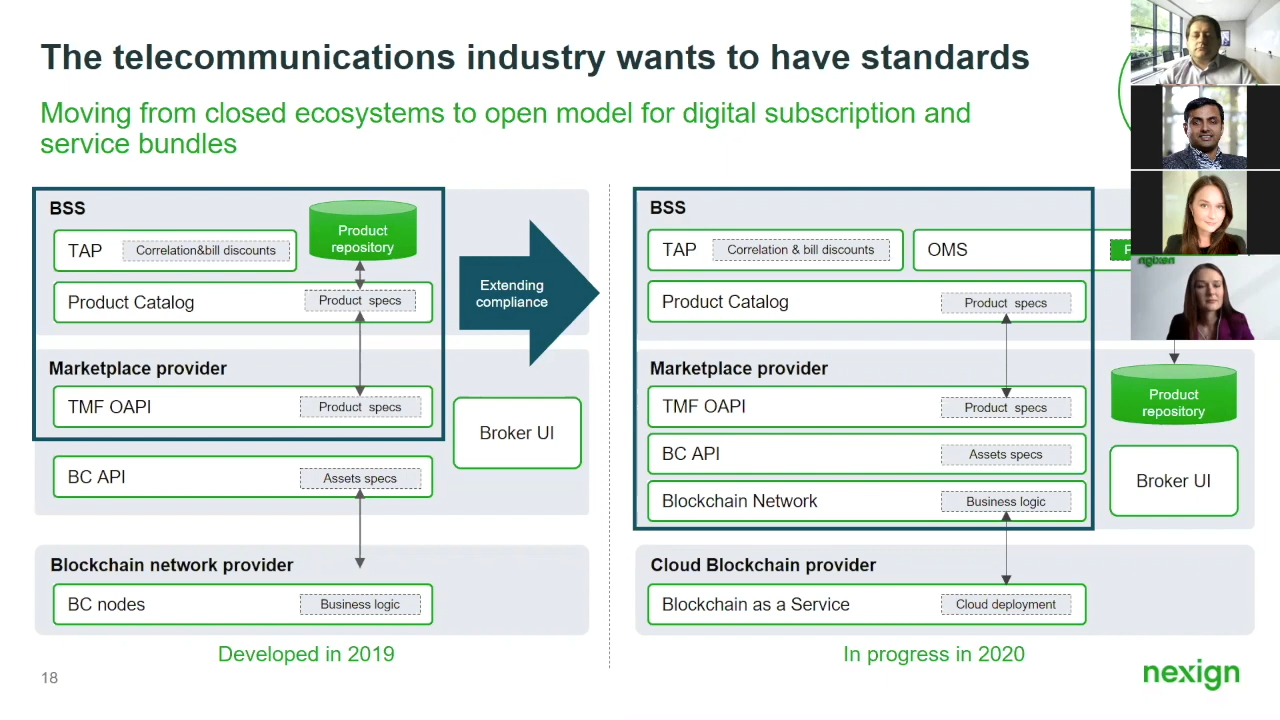 The telecommunications industry wants to have standards
Moving from closed ecosystems to open model for digital subscription and
service bundles
BSS
TAP
Correlation&bill discounts
Product
repository
Product Catalog
Product specs
Marketplace provider
TMF OAPI
Product specs
Broker UI
BC API
Assets specs
Blockchain network provider
BC nodes
Business logic
Developed in 2019
Extending
compliance
BSS
TAP
Correlation & bill discounts
OMS
Product Catalog
Product specs
Marketplace provider
TMF OAPI
Product specs
Product
repository
BC API
Assets specs
Broker UI
Blockchain Network
Business logic
Cloud Blockchain provider
Blockchain as a Service
Cloud deployment
In progress in 2020
18
nexign
nexign